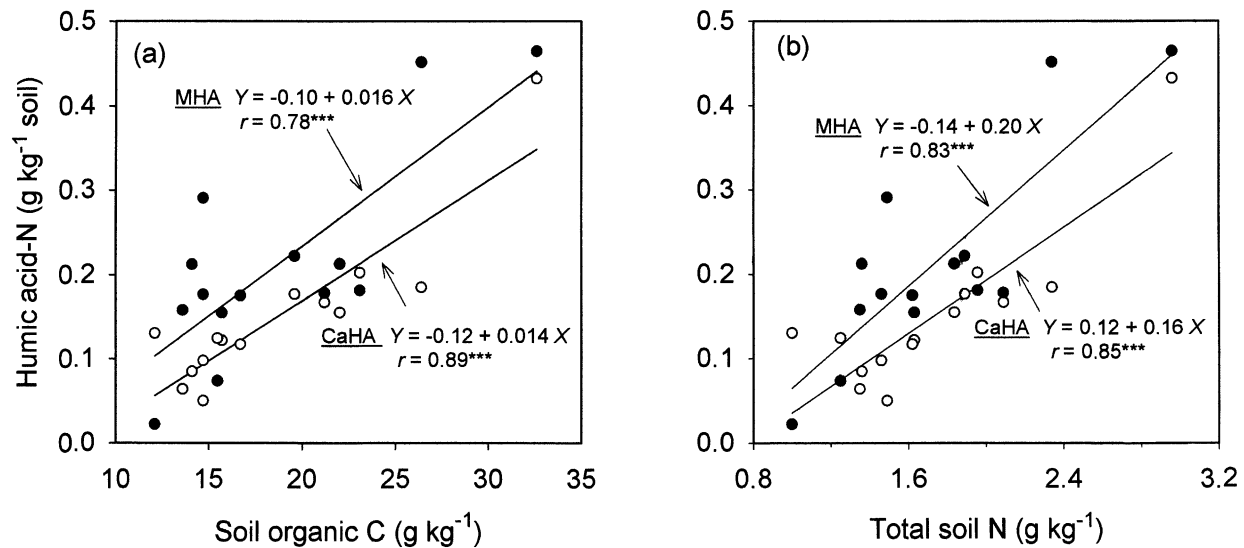 (a)
MHA Y = -0.10 + 0.016 X
r = 0.78***
CaHA Y = -0.12 + 0.014 X
r = 0.89***
Humic acid-N (g kg⁻¹ soil)
0.5
0.4
0.3
0.2
0.1
0.0
10 15 20 25 30 35
Soil organic C (g kg⁻¹)
(b)
MHA Y = -0.14 + 0.20 X
r = 0.83***
CaHA Y = 0.12 + 0.16 X
r = 0.85***
0.5
0.4
0.3
0.2
0.1
0.0
0.8 1.6 2.4 3.2
Total soil N (g kg⁻¹)